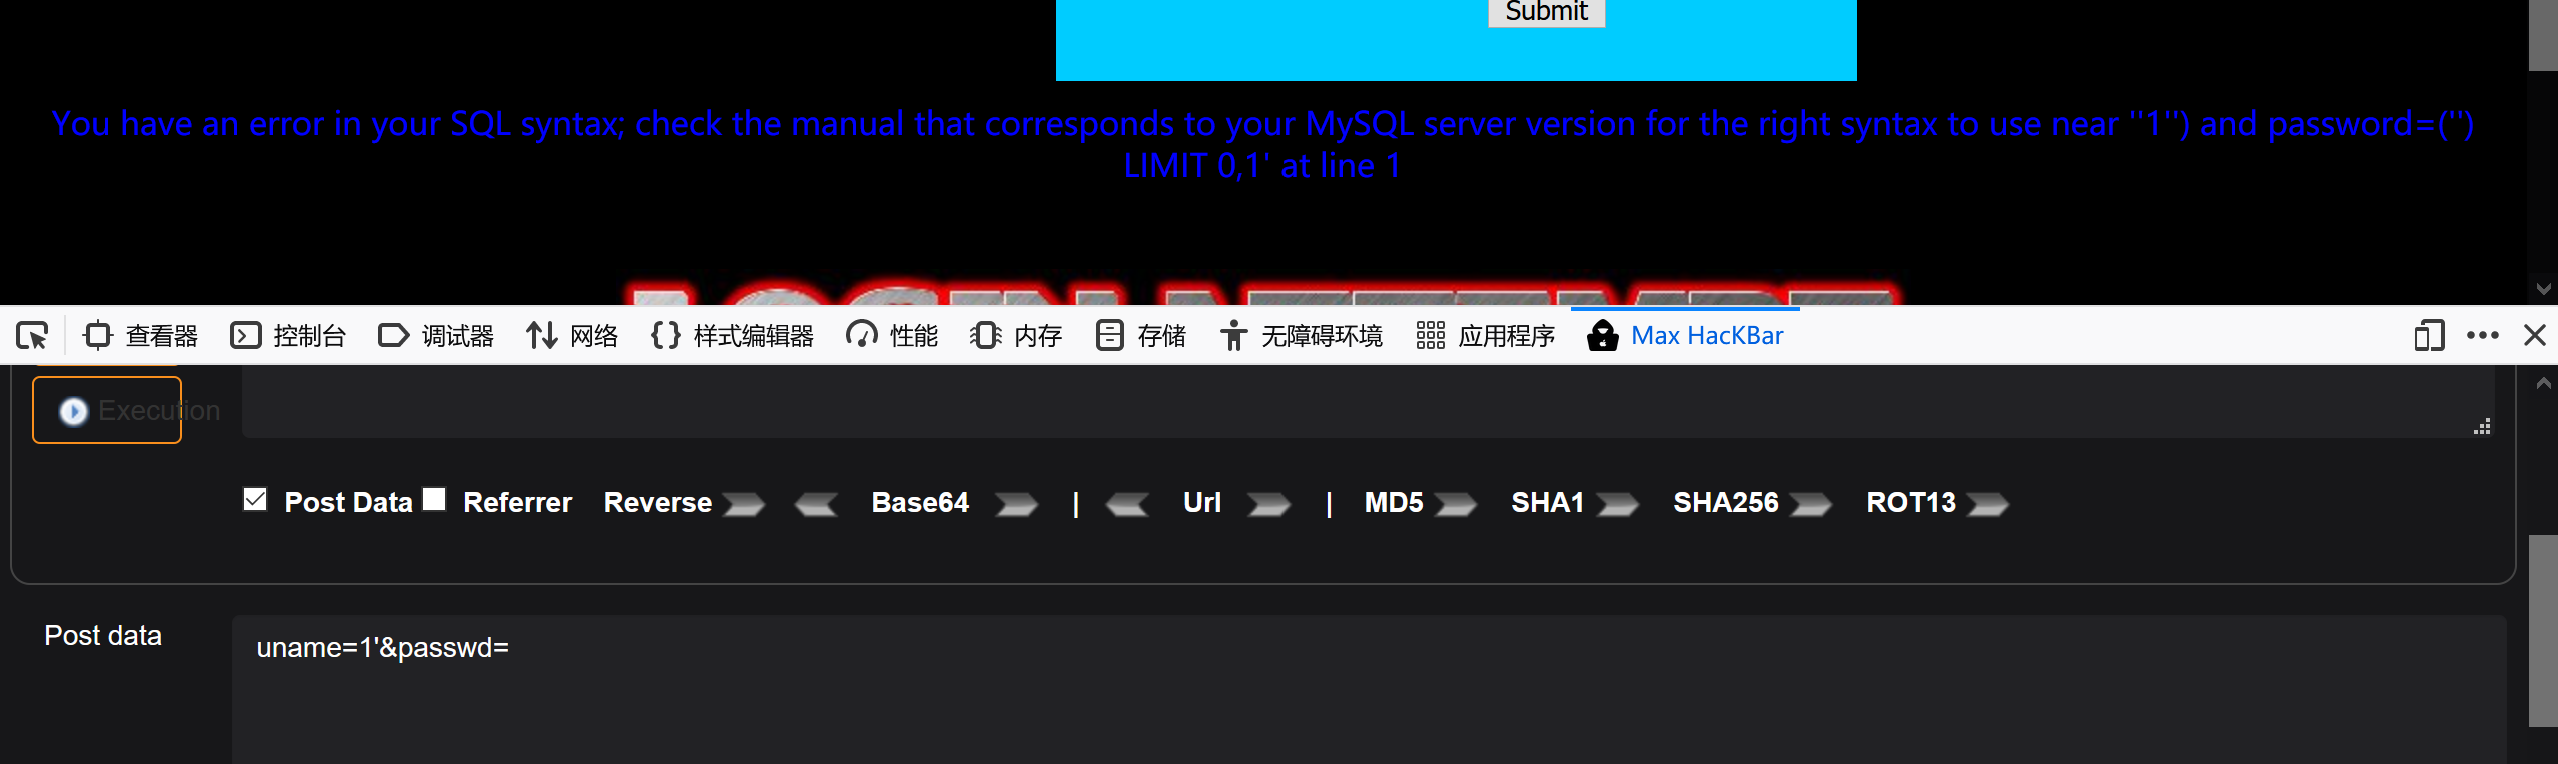 Submit
You have an error in your SQL syntax; check the manual that corresponds to your MySQL server version for the right syntax to use near ''1'') and password=('')
LIMIT 0,1' at line 1
查看器 控制台 调试器 网络 {} 样式编辑器 性能 内存 存储 无障碍环境 应用程序 Max HacKBar
Execution
Post Data Referrer Reverse Base64 | Url | MD5 SHA1 SHA256 ROT13
Post data
uname=1'&passwd=